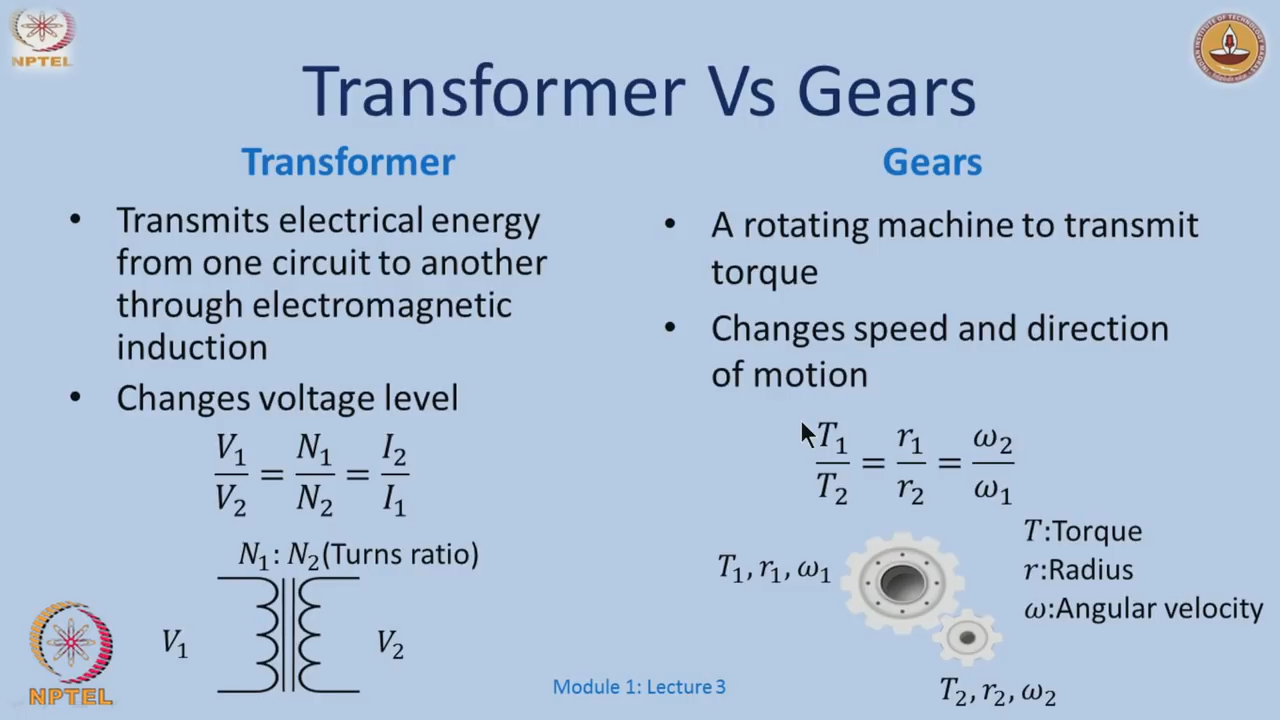 NPTEL
Transformer Vs Gears
Transformer
• Transmits electrical energy
from one circuit to another
through electromagnetic
induction
• Changes voltage level
V₁/V₂ = N₁/N₂ = I₂/I₁
N₁: N₂(Turns ratio)
V₁
V₂
Gears
• A rotating machine to transmit
torque
• Changes speed and direction
of motion
T₁/T₂ = r₁/r₂ = ω₂/ω₁
T₁, r₁, ω₁
T:Torque
r:Radius
ω:Angular velocity
T₂, r₂, ω₂
NPTEL
Module 1: Lecture 3